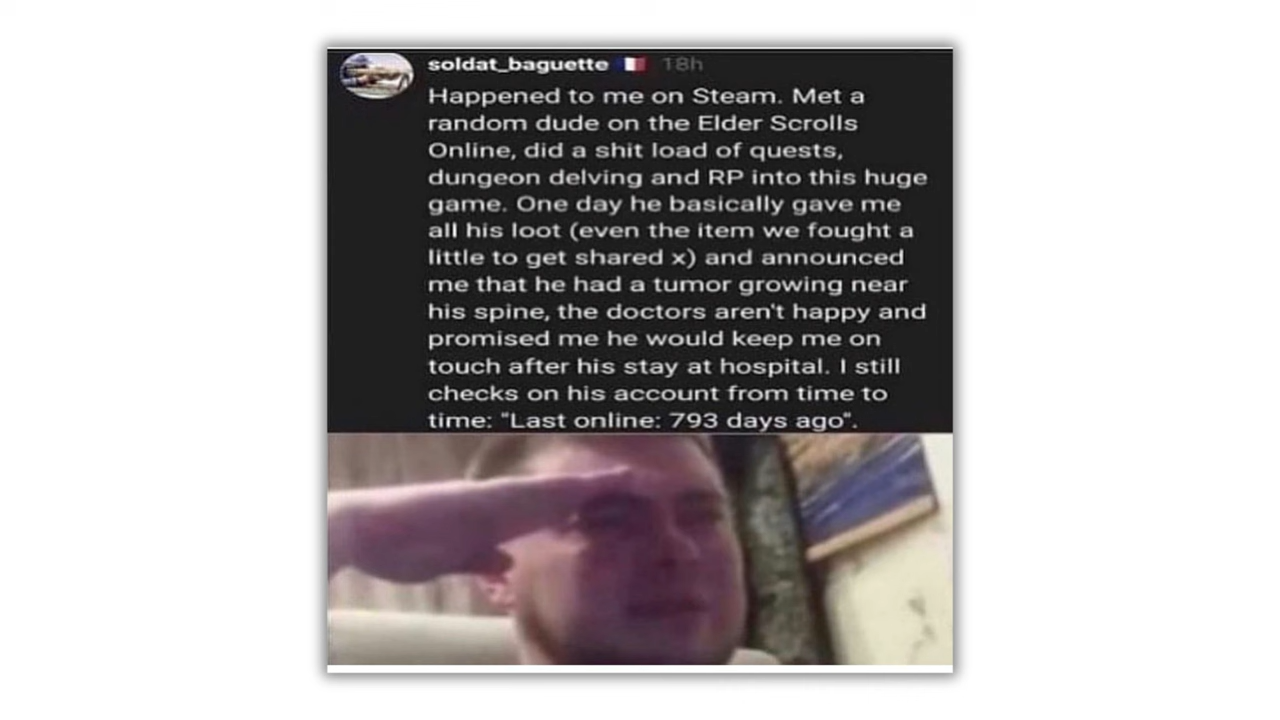 soldat_baguette 🇫🇷 18h
Happened to me on Steam. Met a
random dude on the Elder Scrolls
Online, did a shit load of quests,
dungeon delving and RP into this huge
game. One day he basically gave me
all his loot (even the item we fought a
little to get shared x) and announced
me that he had a tumor growing near
his spine, the doctors aren't happy and
promised me he would keep me on
touch after his stay at hospital. I still
checks on his account from time to
time: "Last online: 793 days ago".